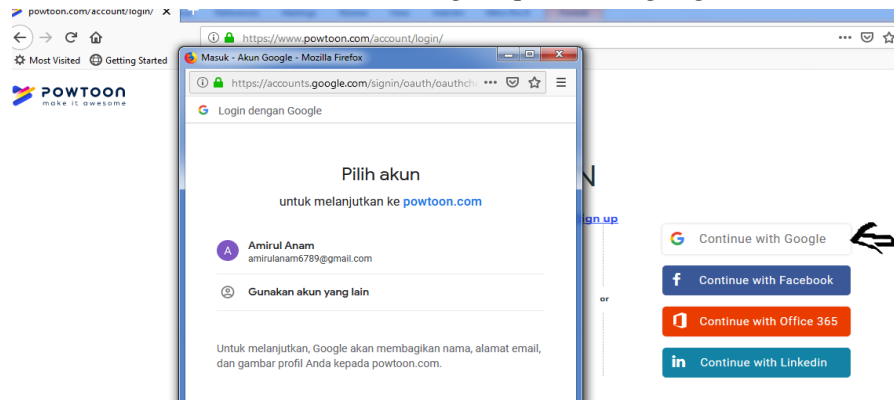 powtoon.com/account/login/ X +
https://www.powtoon.com/account/login/
Most Visited Getting Started
POWTOON
make it awesome
Masuk - Akun Google - Mozilla Firefox
https://accounts.google.com/signin/oauth/oauthch
Login dengan Google
Pilih akun
untuk melanjutkan ke powtoon.com
A
Amirul Anam
amirulanam6789@gmail.com
Gunakan akun yang lain
Untuk melanjutkan, Google akan membagikan nama, alamat email,
dan gambar profil Anda kepada powtoon.com.
N
ign up
or
Continue with Google
f Continue with Facebook
Continue with Office 365
in Continue with Linkedin